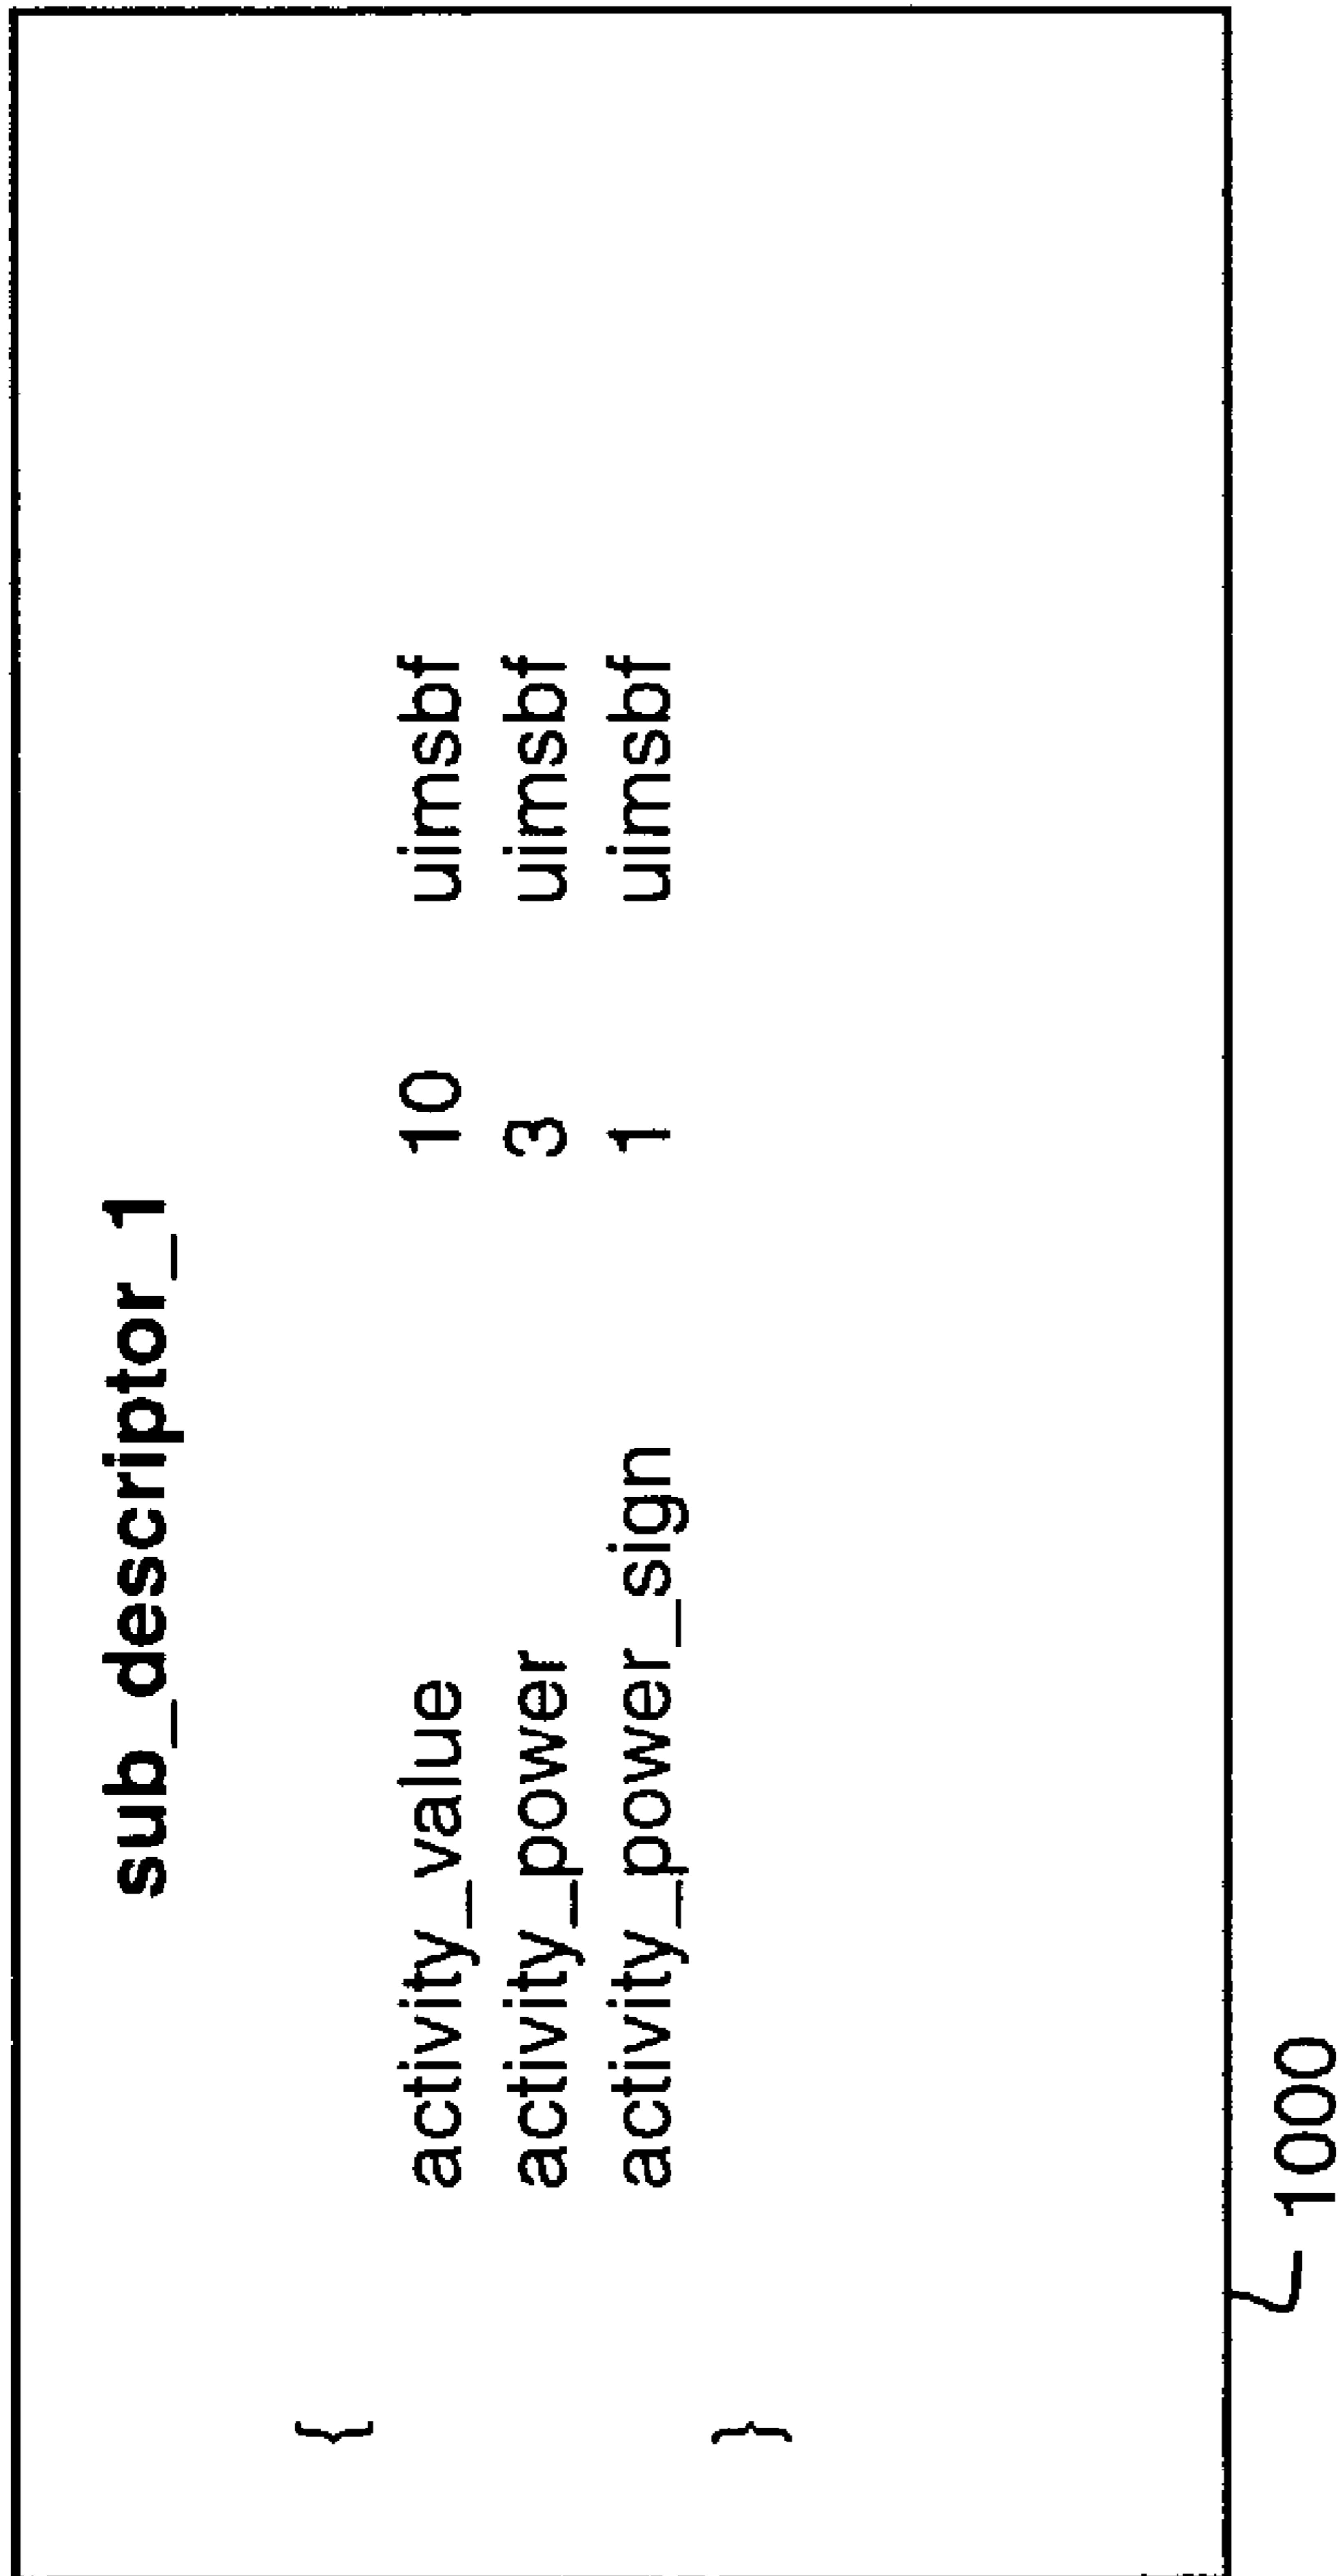 sub_descriptor_1
{
activity_value 10 uimsbf
activity_power 3 uimsbf
activity_power_sign 1 uimsbf
}
1000